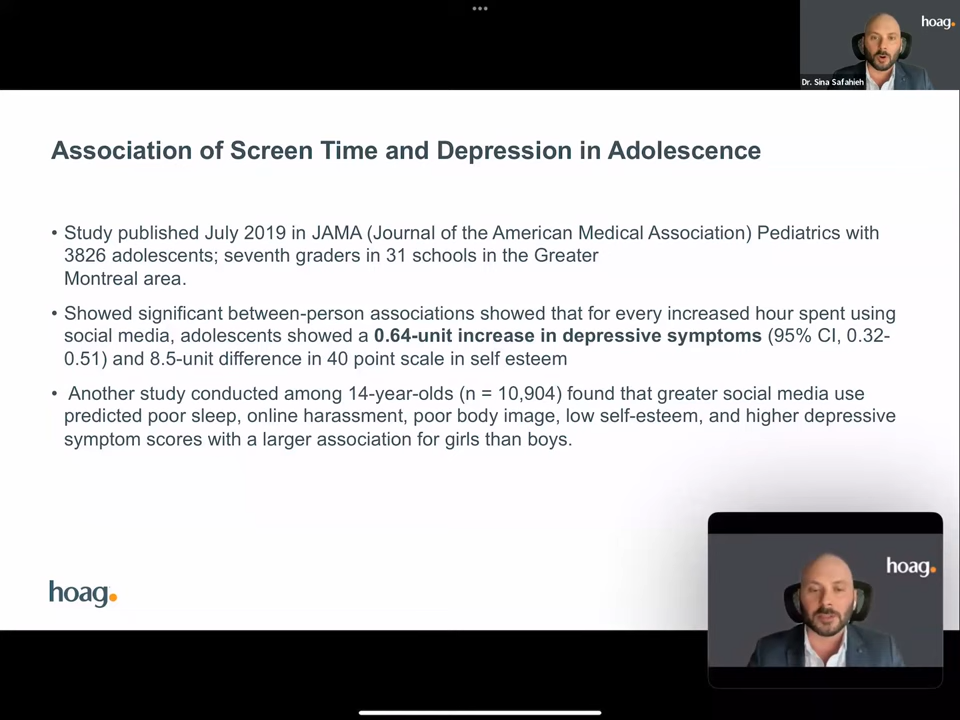 hoag.
Dr. Sina Safahieh
Association of Screen Time and Depression in Adolescence
• Study published July 2019 in JAMA (Journal of the American Medical Association) Pediatrics with
3826 adolescents; seventh graders in 31 schools in the Greater
Montreal area.
• Showed significant between-person associations showed that for every increased hour spent using
social media, adolescents showed a 0.64-unit increase in depressive symptoms (95% CI, 0.32-
0.51) and 8.5-unit difference in 40 point scale in self esteem
• Another study conducted among 14-year-olds (n = 10,904) found that greater social media use
predicted poor sleep, online harassment, poor body image, low self-esteem, and higher depressive
symptom scores with a larger association for girls than boys.
hoag.
hoag.